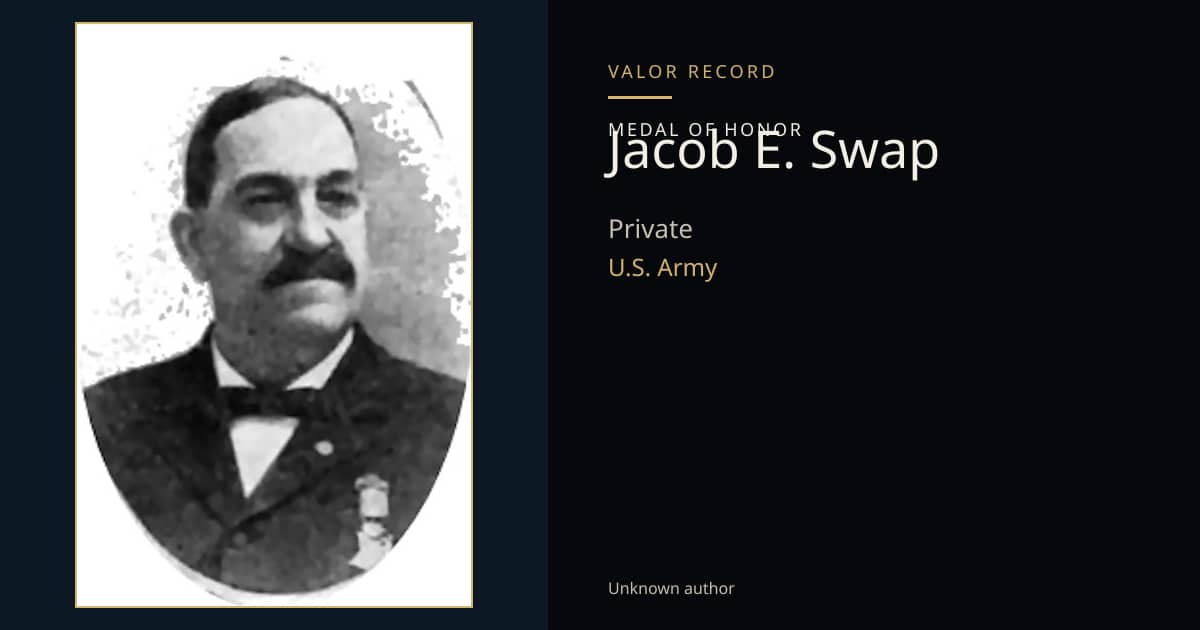 VALOR RECORD
MEDAL OF HONOR
Jacob E. Swap
Private
U.S. Army
Unknown author